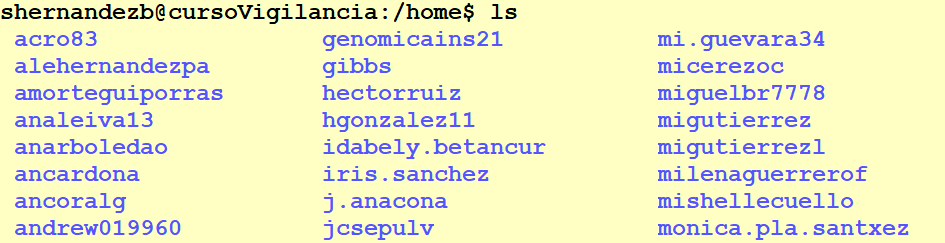 shernandezb@cursoVigilancia:/home$ ls
acro83 genomicains21 mi.guevara34
alehernandezpa gibbs micerezoc
amorteguiporras hectorruiz miguelbr7778
analeiva13 hgonzalez11 migutierrez
anarboledao idabely.betancur migutierrezl
ancardona iris.sanchez milenaguerrerof
ancoralg j.anacona mishellecuello
andrew019960 jcsepulv monica.pla.santxez